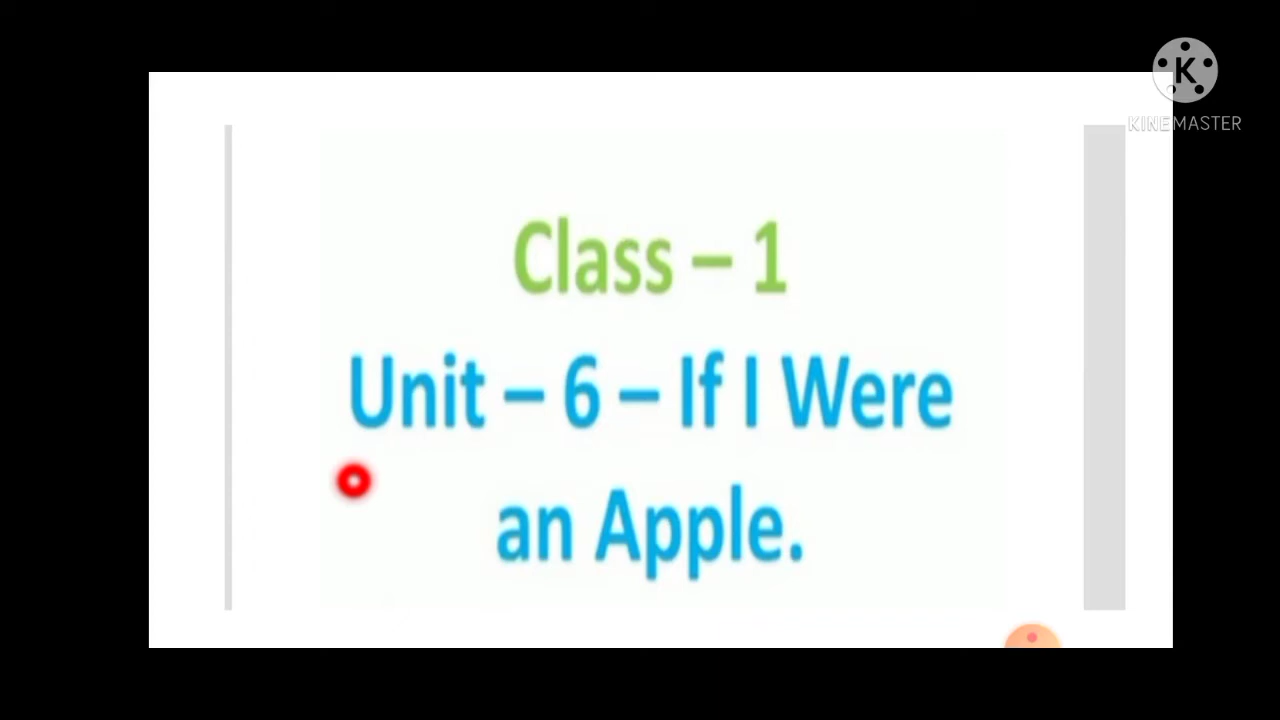 K
KINEMASTER
Class – 1
Unit – 6 – If I Were
an Apple.